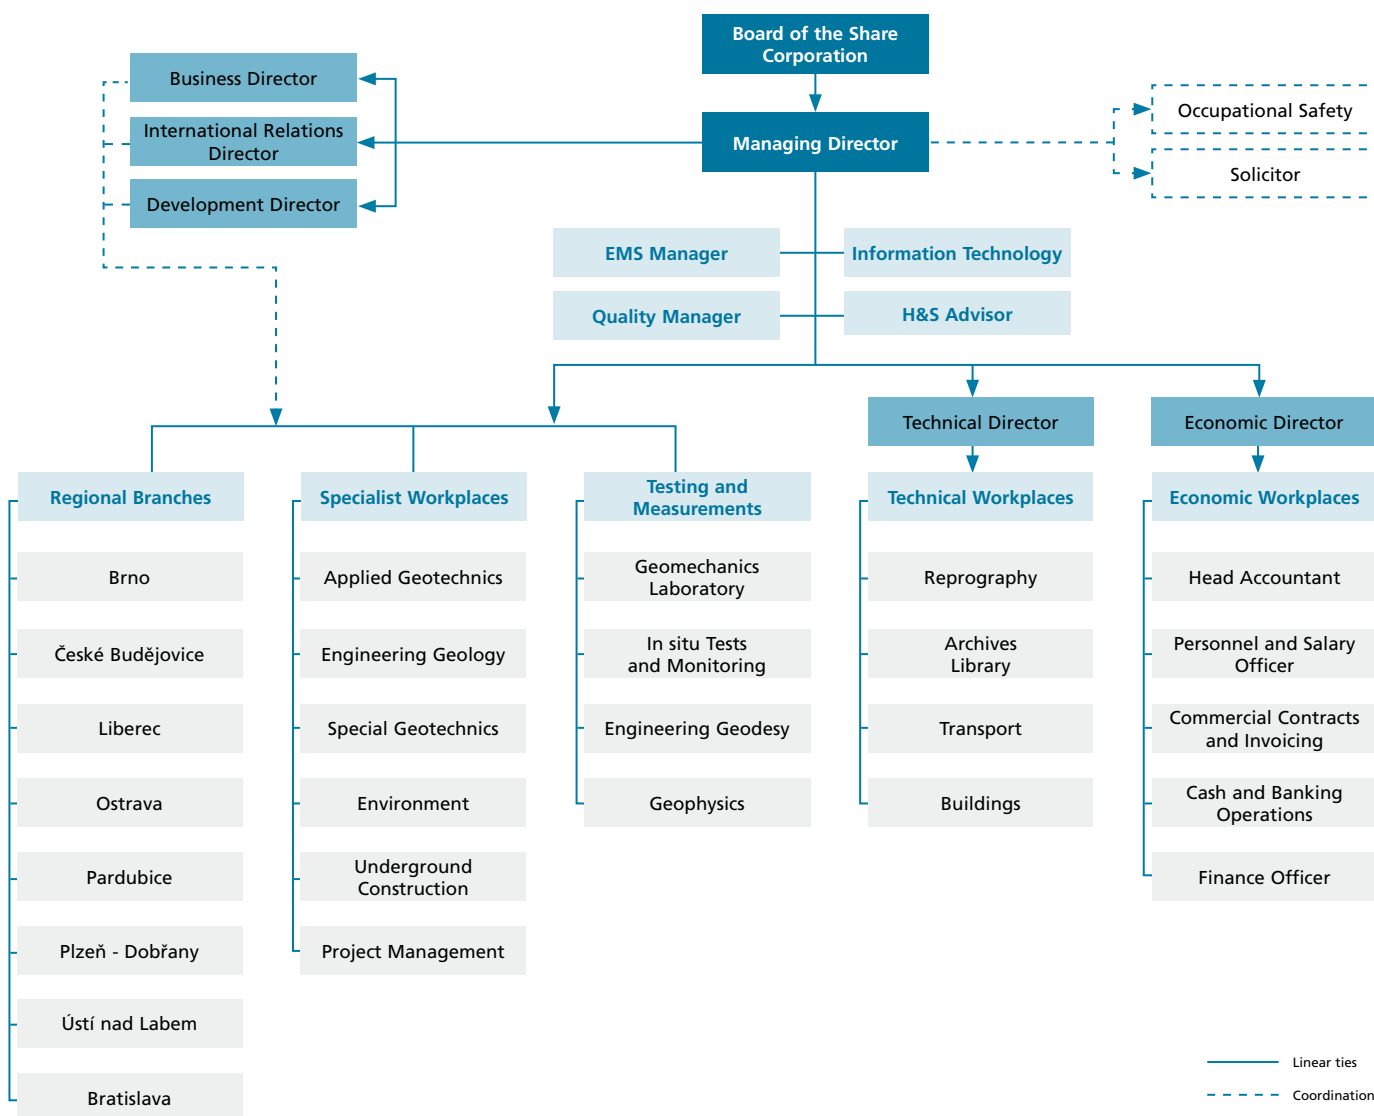 Board of the Share
Corporation
Business Director
International Relations
Director
Development Director
Managing Director
Occupational Safety
Solicitor
EMS Manager
Information Technology
Quality Manager
H&S Advisor
Technical Director
Economic Director
Regional Branches
Brno
České Budějovice
Liberec
Ostrava
Pardubice
Plzeň - Dobřany
Ústí nad Labem
Bratislava
Specialist Workplaces
Applied Geotechnics
Engineering Geology
Special Geotechnics
Environment
Underground
Construction
Project Management
Testing and
Measurements
Geomechanics
Laboratory
In situ Tests
and Monitoring
Engineering Geodesy
Geophysics
Technical Workplaces
Reprography
Archives
Library
Transport
Buildings
Economic Workplaces
Head Accountant
Personnel and Salary
Officer
Commercial Contracts
and Invoicing
Cash and Banking
Operations
Finance Officer
Linear ties
Coordination